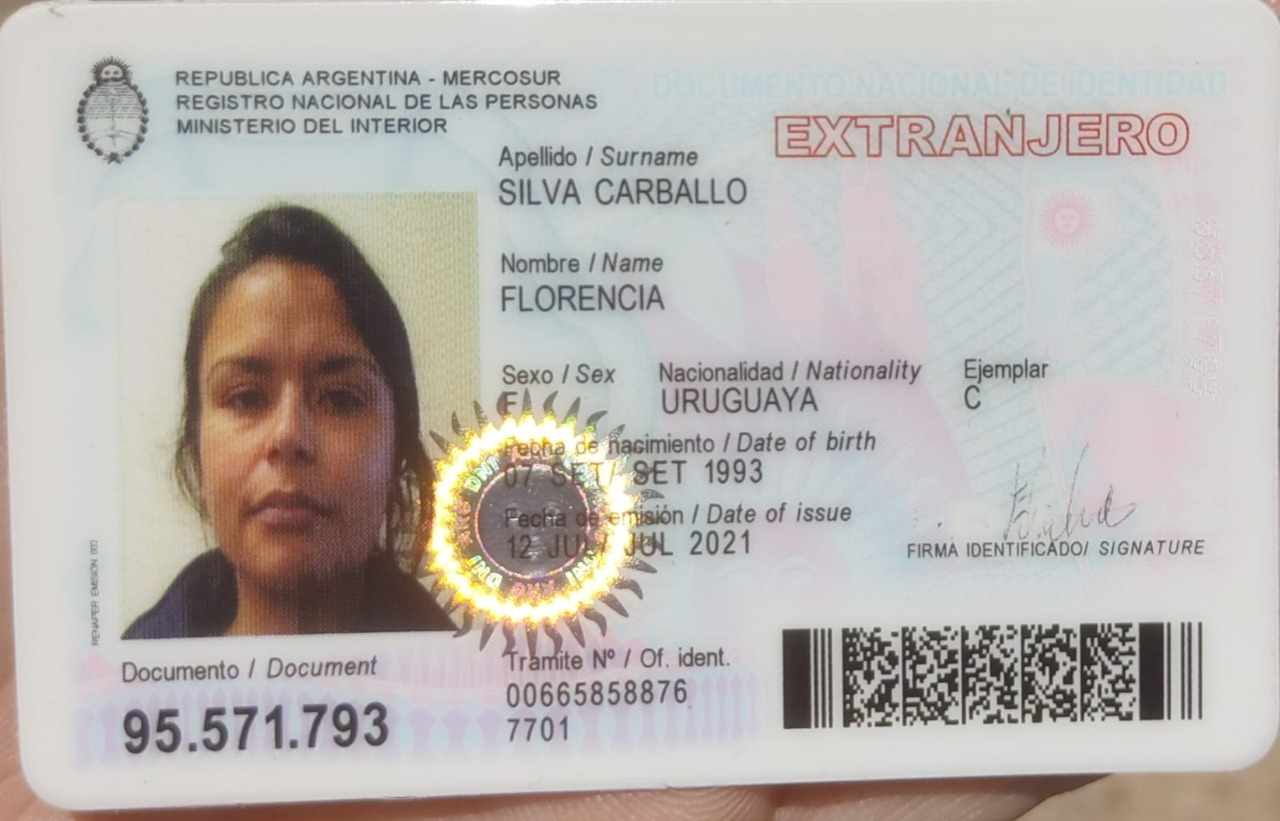 REPUBLICA ARGENTINA - MERCOSUR
REGISTRO NACIONAL DE LAS PERSONAS
MINISTERIO DEL INTERIOR
DOCUMENTO NACIONAL DE IDENTIDAD
EXTRANJERO
Apellido / Surname
SILVA CARBALLO
Nombre / Name
FLORENCIA
Sexo / Sex Nacionalidad / Nationality Ejemplar
F URUGUAYA C
Fecha de nacimiento / Date of birth
07 SET/ SET 1993
Fecha de emisión / Date of issue
12 JUL/ JUL 2021
FIRMA IDENTIFICADO/ SIGNATURE
RENAPER EMISIÓN 002
Documento / Document
95.571.793
Tramite Nº / Of. ident.
00665858876
7701
DNI